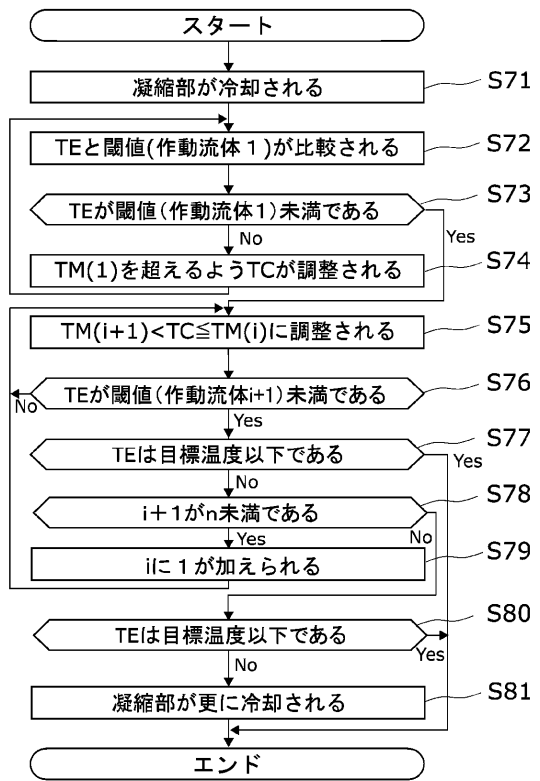 スタート
凝縮部が冷却される
S71
TEと閾値(作動流体1)が比較される
S72
TEが閾値(作動流体1)未満である
S73
No
Yes
TM(1)を超えるようTCが調整される
S74
TM(i+1)<TC≦TM(i)に調整される
S75
TEが閾値(作動流体i+1)未満である
S76
No
Yes
TEは目標温度以下である
S77
Yes
No
i+1がn未満である
S78
Yes
No
iに1が加えられる
S79
TEは目標温度以下である
S80
Yes
No
凝縮部が更に冷却される
S81
エンド